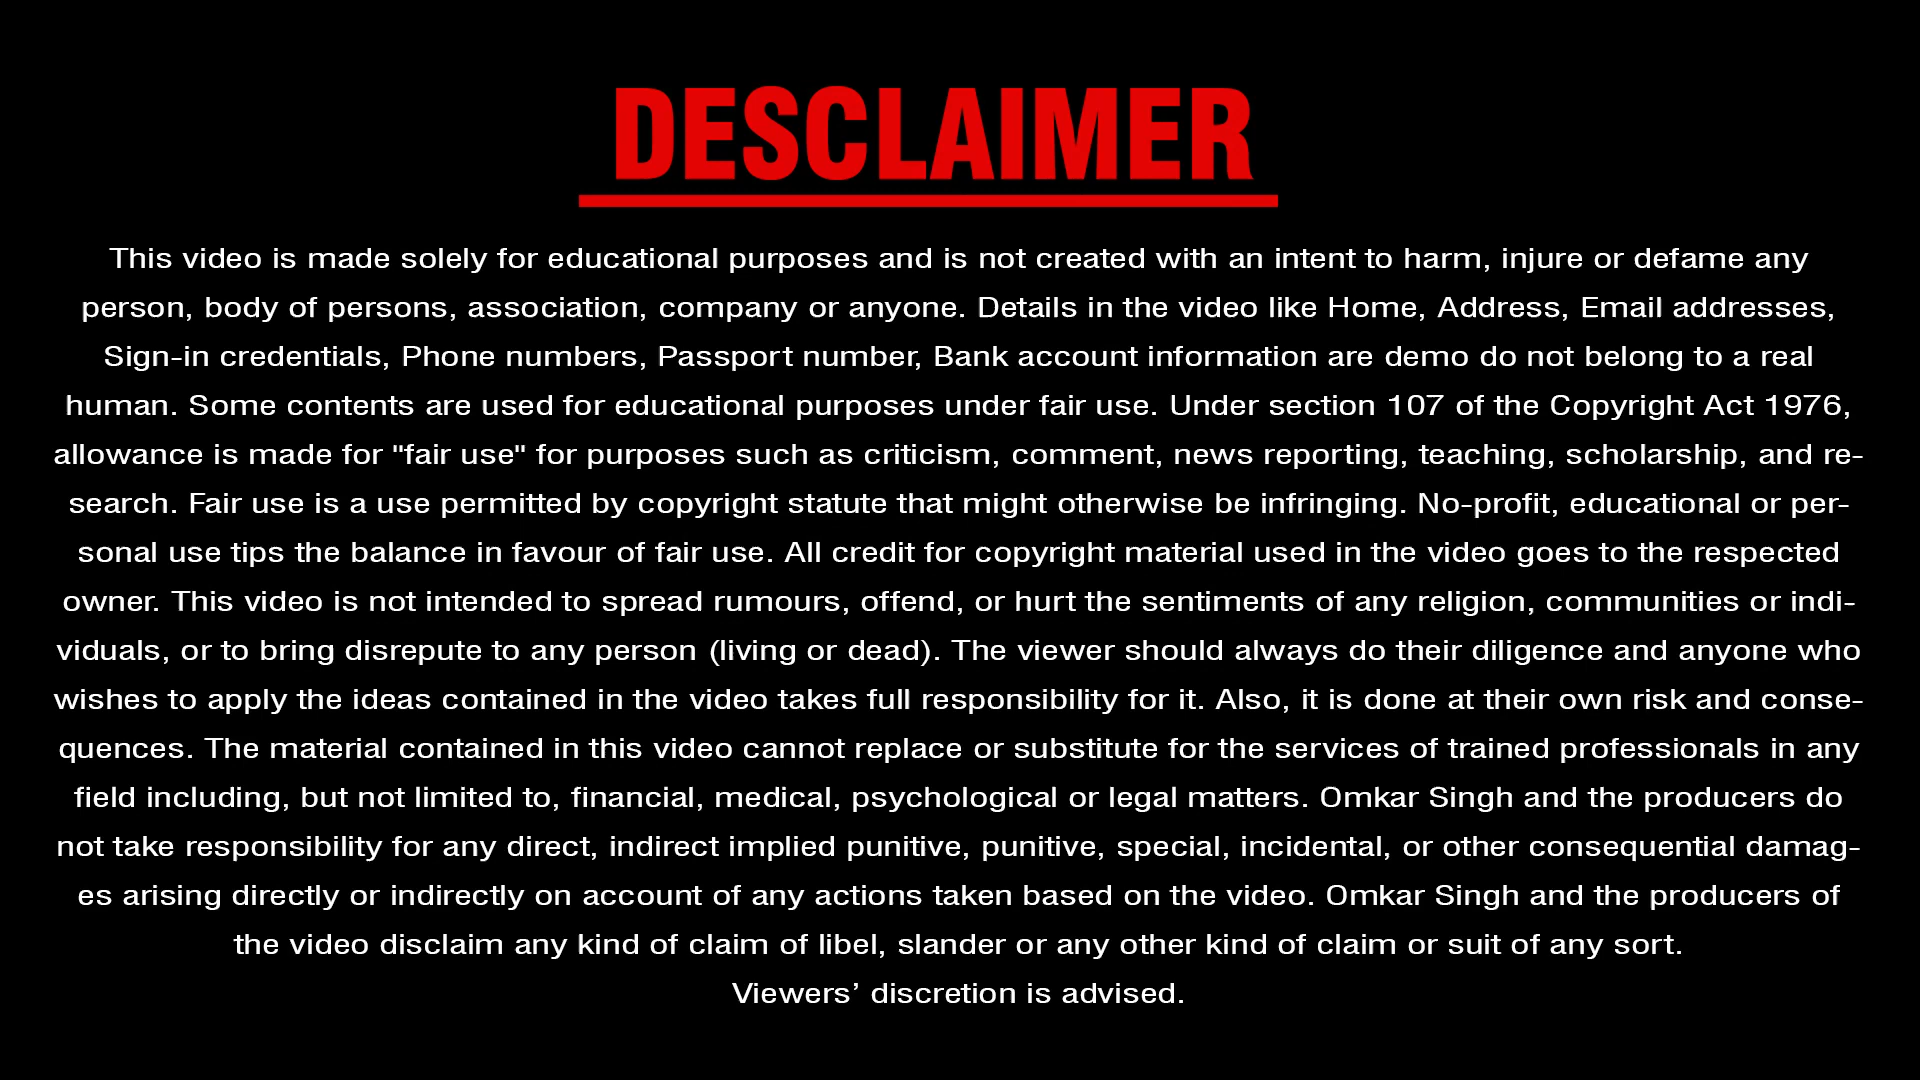 DESCLAIMER
This video is made solely for educational purposes and is not created with an intent to harm, injure or defame any
person, body of persons, association, company or anyone. Details in the video like Home, Address, Email addresses,
Sign-in credentials, Phone numbers, Passport number, Bank account information are demo do not belong to a real
human. Some contents are used for educational purposes under fair use. Under section 107 of the Copyright Act 1976,
allowance is made for "fair use" for purposes such as criticism, comment, news reporting, teaching, scholarship, and re-
search. Fair use is a use permitted by copyright statute that might otherwise be infringing. No-profit, educational or per-
sonal use tips the balance in favour of fair use. All credit for copyright material used in the video goes to the respected
owner. This video is not intended to spread rumours, offend, or hurt the sentiments of any religion, communities or indi-
viduals, or to bring disrepute to any person (living or dead). The viewer should always do their diligence and anyone who
wishes to apply the ideas contained in the video takes full responsibility for it. Also, it is done at their own risk and conse-
quences. The material contained in this video cannot replace or substitute for the services of trained professionals in any
field including, but not limited to, financial, medical, psychological or legal matters. Omkar Singh and the producers do
not take responsibility for any direct, indirect implied punitive, punitive, special, incidental, or other consequential damag-
es arising directly or indirectly on account of any actions taken based on the video. Omkar Singh and the producers of
the video disclaim any kind of claim of libel, slander or any other kind of claim or suit of any sort.
Viewers’ discretion is advised.